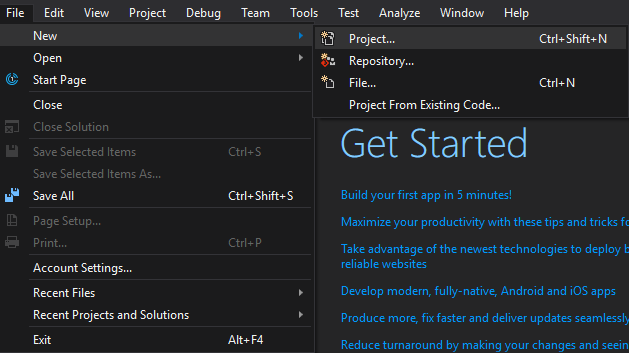 File Edit View Project Debug Team Tools Test Analyze Window Help
New
Open
Start Page
Close
Close Solution
Save Selected Items Ctrl+S
Save Selected Items As...
Save All Ctrl+Shift+S
Page Setup...
Print... Ctrl+P
Account Settings...
Recent Files
Recent Projects and Solutions
Exit Alt+F4
Project... Ctrl+Shift+N
Repository...
File... Ctrl+N
Project From Existing Code...
Get Started
Build your first app in 5 minutes!
Maximize your productivity with these tips and tricks
Take advantage of the newest technologies to deploy
reliable websites
Develop modern, fully-native, Android and iOS apps
Produce more, fix faster and deliver updates seamlessly
Reduce turnaround by making your changes and seein